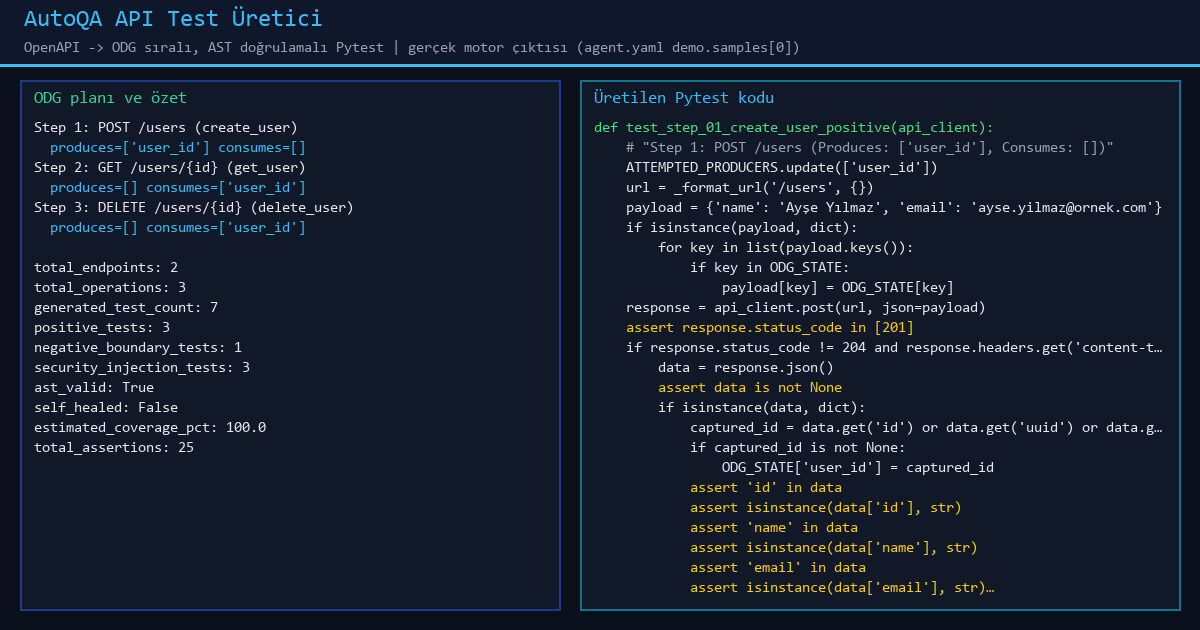 AutoQA API Test Üretici
OpenAPI -> ODG sıralı, AST doğrulamalı Pytest | gerçek motor çıktısı (agent.yaml demo.samples[0])
ODG planı ve özet
Step 1: POST /users (create_user)
produces=['user_id'] consumes=[]
Step 2: GET /users/{id} (get_user)
produces=[] consumes=['user_id']
Step 3: DELETE /users/{id} (delete_user)
produces=[] consumes=['user_id']
total_endpoints: 2
total_operations: 3
generated_test_count: 7
positive_tests: 3
negative_boundary_tests: 1
security_injection_tests: 3
ast_valid: True
self_healed: False
estimated_coverage_pct: 100.0
total_assertions: 25
Üretilen Pytest kodu
def test_step_01_create_user_positive(api_client):
# "Step 1: POST /users (Produces: ['user_id'], Consumes: [])"
ATTEMPTED_PRODUCERS.update(['user_id'])
url = _format_url('/users', {})
payload = {'name': 'Ayşe Yılmaz', 'email': 'ayse.yilmaz@ornek.com'}
if isinstance(payload, dict):
for key in list(payload.keys()):
if key in ODG_STATE:
payload[key] = ODG_STATE[key]
response = api_client.post(url, json=payload)
assert response.status_code in [201]
if response.status_code != 204 and response.headers.get('content-t…
data = response.json()
assert data is not None
if isinstance(data, dict):
captured_id = data.get('id') or data.get('uuid') or data.g…
if captured_id is not None:
ODG_STATE['user_id'] = captured_id
assert 'id' in data
assert isinstance(data['id'], str)
assert 'name' in data
assert isinstance(data['name'], str)
assert 'email' in data
assert isinstance(data['email'], str)…